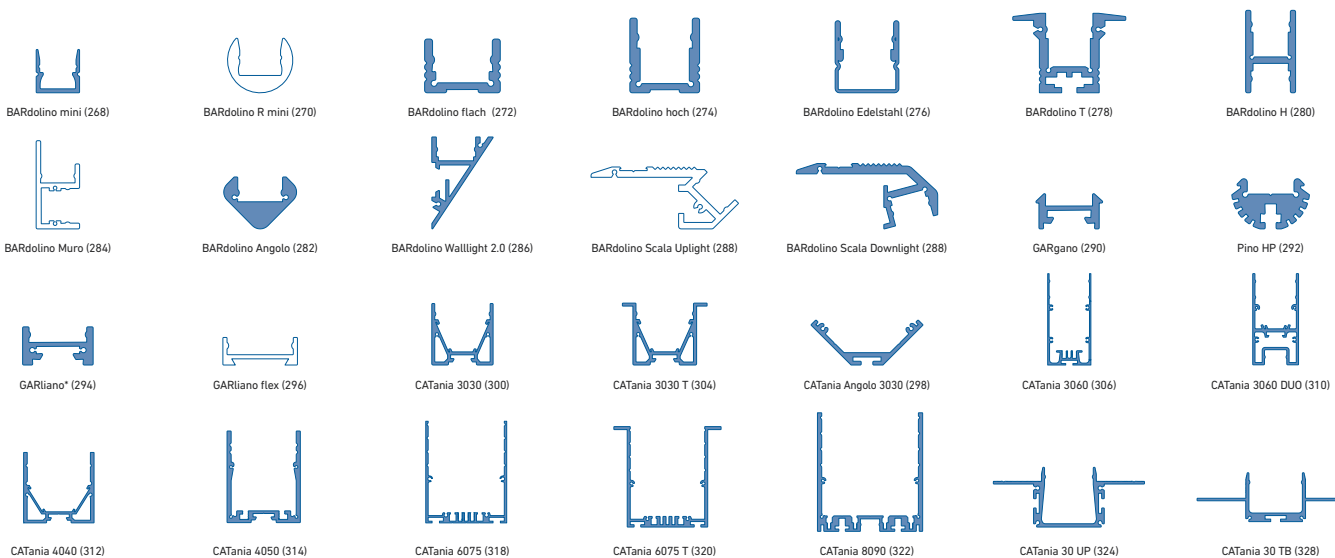 BARdolino mini (268)
BARdolino R mini (270)
BARdolino flach (272)
BARdolino hoch (274)
BARdolino Edelstahl (276)
BARdolino T (278)
BARdolino H (280)
BARdolino Muro (284)
BARdolino Angolo (282)
BARdolino Walllight 2.0 (286)
BARdolino Scala Uplight (288)
BARdolino Scala Downlight (288)
GARgano (290)
Pino HP (292)
GARliano* (294)
GARliano flex (296)
CATania 3030 (300)
CATania 3030 T (304)
CATania Angolo 3030 (298)
CATania 3060 (306)
CATania 3060 DUO (310)
CATania 4040 (312)
CATania 4050 (314)
CATania 6075 (318)
CATania 6075 T (320)
CATania 8090 (322)
CATania 30 UP (324)
CATania 30 TB (328)